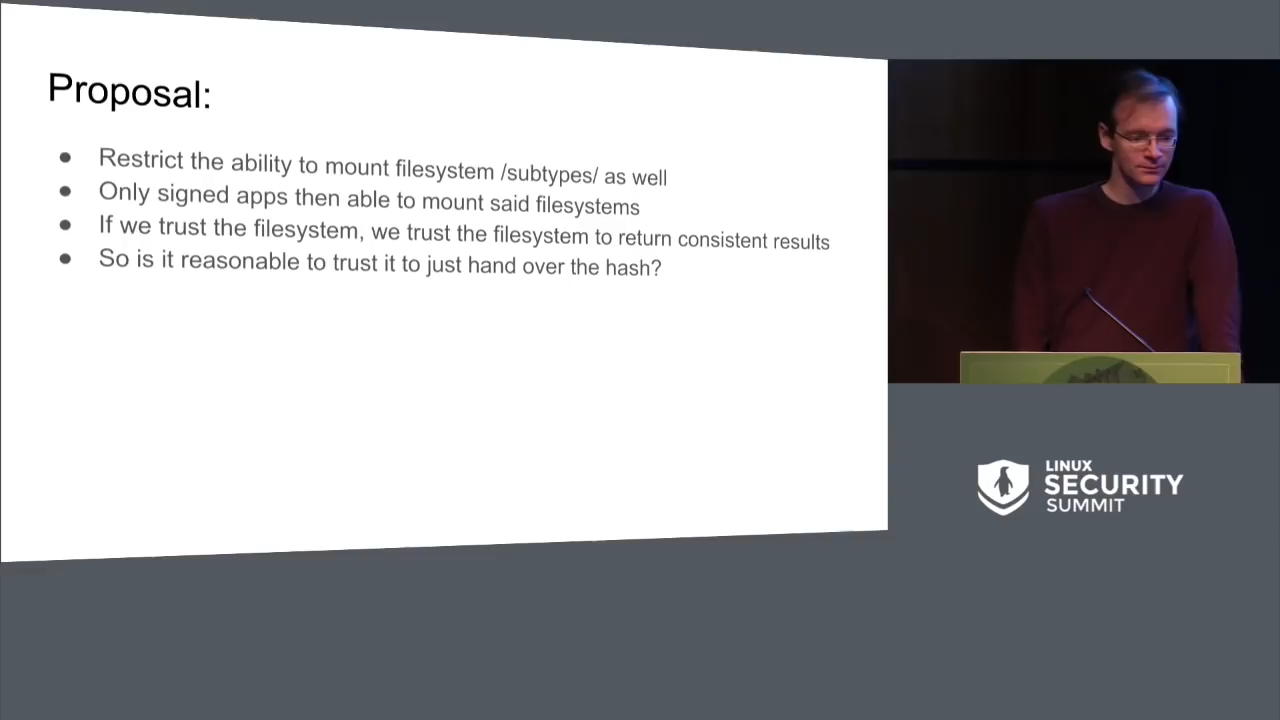 Proposal:
● Restrict the ability to mount filesystem /subtypes/ as well
● Only signed apps then able to mount said filesystems
● If we trust the filesystem, we trust the filesystem to return consistent results
● So is it reasonable to trust it to just hand over the hash?
LINUX
SECURITY
SUMMIT